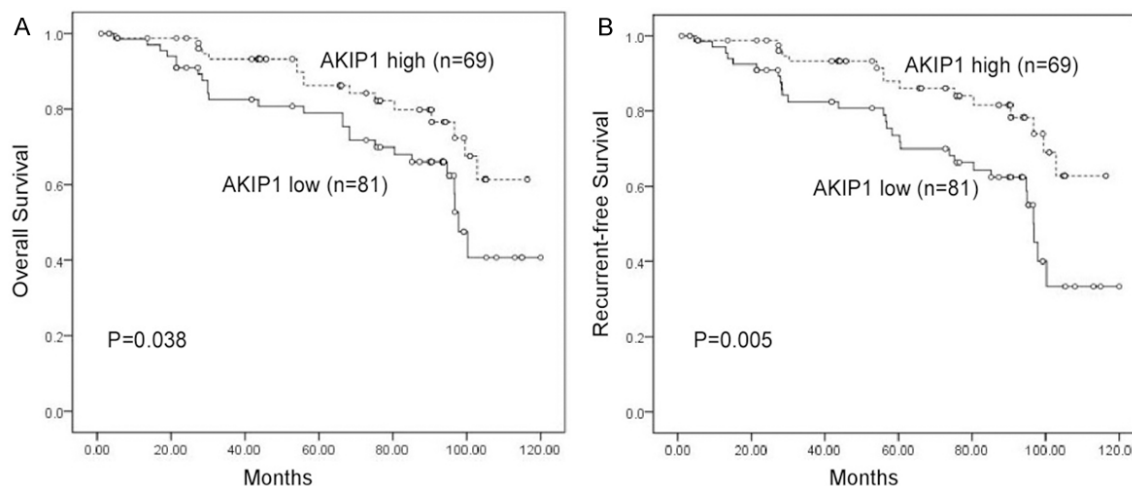 A
Overall Survival
1.0
0.8
0.6
0.4
0.2
0.0
AKIP1 high (n=69)
AKIP1 low (n=81)
P=0.038
0.00 20.00 40.00 60.00 80.00 100.00 120.00
Months
B
Recurrent-free Survival
1.0
0.8
0.6
0.4
0.2
0.0
AKIP1 high (n=69)
AKIP1 low (n=81)
P=0.005
0.00 20.00 40.00 60.00 80.00 100.00 120.00
Months